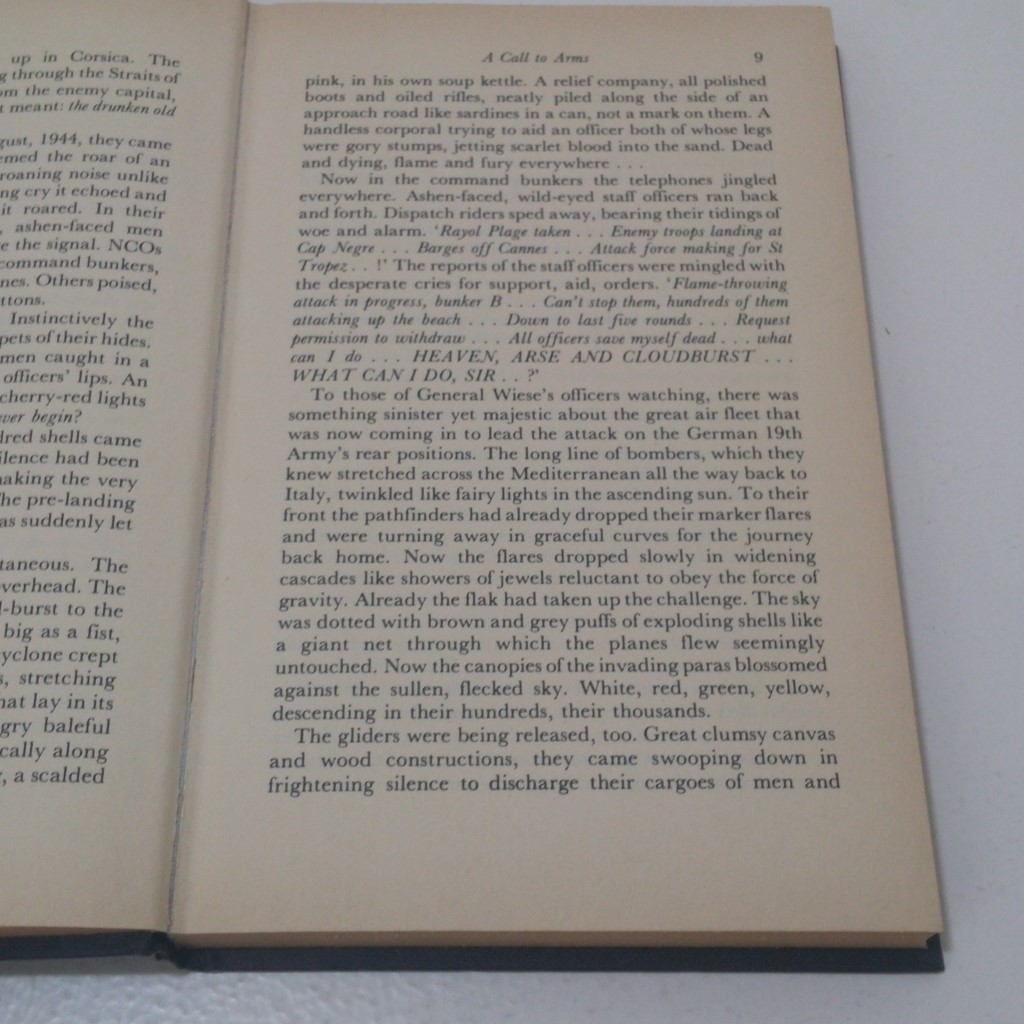 up in Corsica. The
through the Straits of
the enemy capital,
meant: the drunken old
1944, they came
the roar of an
noise unlike
cry it echoed and
it roared. In their
ashen-faced men
the signal. NCOs
command bunkers,
Others poised,
Instinctively the
of their hides.
men caught in a
officers' lips. An
cherry-red lights
begin?
shells came
had been
the very
pre-landing
suddenly let
The
The
to the
big as a fist,
crept
stretching
lay in its
baleful
along
a scalded
A Call to Arms 9
pink, in his own soup kettle. A relief company, all polished
boots and oiled rifles, neatly piled along the side of an
approach road like sardines in a can, not a mark on them. A
handless corporal trying to aid an officer both of whose legs
were gory stumps, jetting scarlet blood into the sand. Dead
and dying, flame and fury everywhere . . .
Now in the command bunkers the telephones jingled
everywhere. Ashen-faced, wild-eyed staff officers ran back
and forth. Dispatch riders sped away, bearing their tidings of
woe and alarm. 'Rayol Plage taken . . . Enemy troops landing at
Cap Negre . . . Barges off Cannes . . . Attack force making for St
Tropez . . !' The reports of the staff officers were mingled with
the desperate cries for support, aid, orders. 'Flame-throwing
attack in progress, bunker B . . . Can't stop them, hundreds of them
attacking up the beach . . . Down to last five rounds . . . Request
permission to withdraw . . . All officers save myself dead . . . what
can I do . . . HEAVEN, ARSE AND CLOUDBURST . . .
WHAT CAN I DO, SIR . . ?'
To those of General Wiese's officers watching, there was
something sinister yet majestic about the great air fleet that
was now coming in to lead the attack on the German 19th
Army's rear positions. The long line of bombers, which they
knew stretched across the Mediterranean all the way back to
Italy, twinkled like fairy lights in the ascending sun. To their
front the pathfinders had already dropped their marker flares
and were turning away in graceful curves for the journey
back home. Now the flares dropped slowly in widening
cascades like showers of jewels reluctant to obey the force of
gravity. Already the flak had taken up the challenge. The sky
was dotted with brown and grey puffs of exploding shells like
a giant net through which the planes flew seemingly
untouched. Now the canopies of the invading paras blossomed
against the sullen, flecked sky. White, red, green, yellow,
descending in their hundreds, their thousands.
The gliders were being released, too. Great clumsy canvas
and wood constructions, they came swooping down in
frightening silence to discharge their cargoes of men and